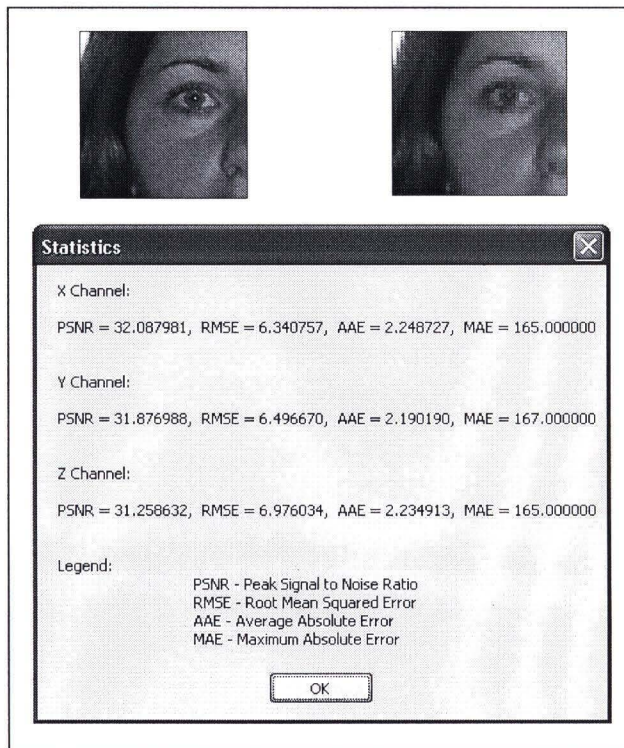 Statistics
X Channel:
PSNR = 32.087981, RMSE = 6.340757, AAE = 2.248727, MAE = 165.000000
Y Channel:
PSNR = 31.876988, RMSE = 6.496670, AAE = 2.190190, MAE = 167.000000
Z Channel:
PSNR = 31.258632, RMSE = 6.976034, AAE = 2.234913, MAE = 165.000000
Legend:
PSNR - Peak Signal to Noise Ratio
RMSE - Root Mean Squared Error
AAE - Average Absolute Error
MAE - Maximum Absolute Error
OK